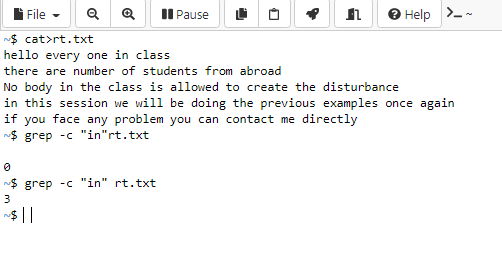 File Pause Help >_ ~
~$ cat>rt.txt
hello every one in class
there are number of students from abroad
No body in the class is allowed to create the disturbance
in this session we will be doing the previous examples once again
if you face any problem you can contact me directly
~$ grep -c "in"rt.txt
0
~$ grep -c "in" rt.txt
3
~$